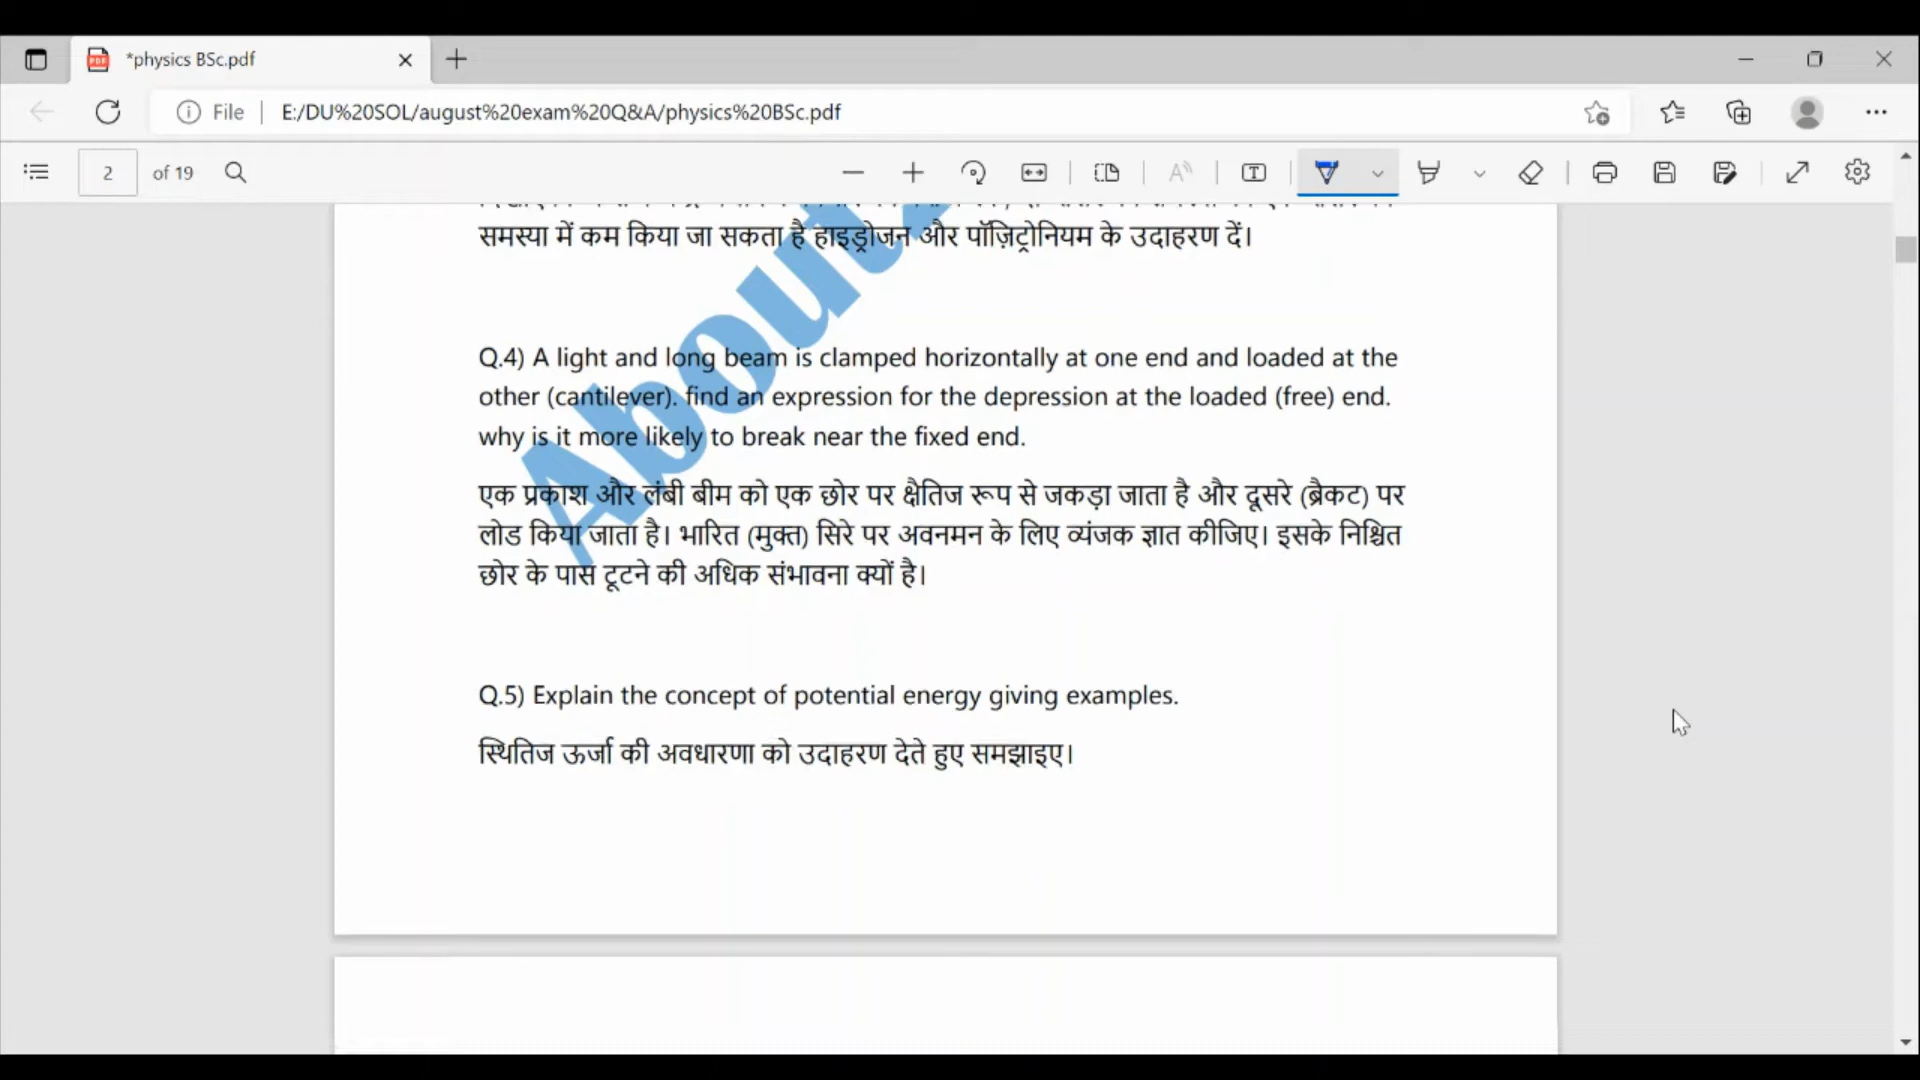 *physics BSc.pdf
File
E:/DU%20SOL/august%20exam%20Q&A/physics%20BSc.pdf
2 of 19
समस्या में कम किया जा सकता है हाइड्रोजन और पॉज़िट्रोनियम के उदाहरण दें।
Q.4) A light and long beam is clamped horizontally at one end and loaded at the
other (cantilever). find an expression for the depression at the loaded (free) end.
why is it more likely to break near the fixed end.
एक प्रकाश और लंबी बीम को एक छोर पर क्षैतिज रूप से जकड़ा जाता है और दूसरे (ब्रैकट) पर
लोड किया जाता है। भारित (मुक्त) सिरे पर अवनमन के लिए व्यंजक ज्ञात कीजिए। इसके निश्चित
छोर के पास टूटने की अधिक संभावना क्यों है।
Q.5) Explain the concept of potential energy giving examples.
स्थितिज ऊर्जा की अवधारणा को उदाहरण देते हुए समझाइए।
About